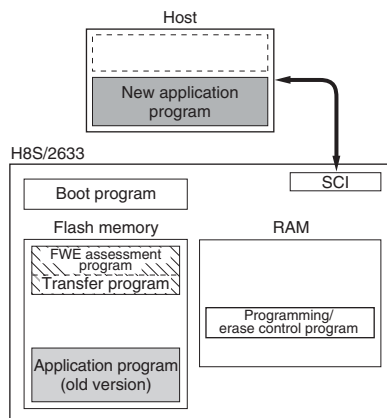 Host
New application
program
H8S/2633
SCI
Boot program
Flash memory
RAM
FWE assessment
program
Transfer program
Programming/
erase control program
Application program
(old version)